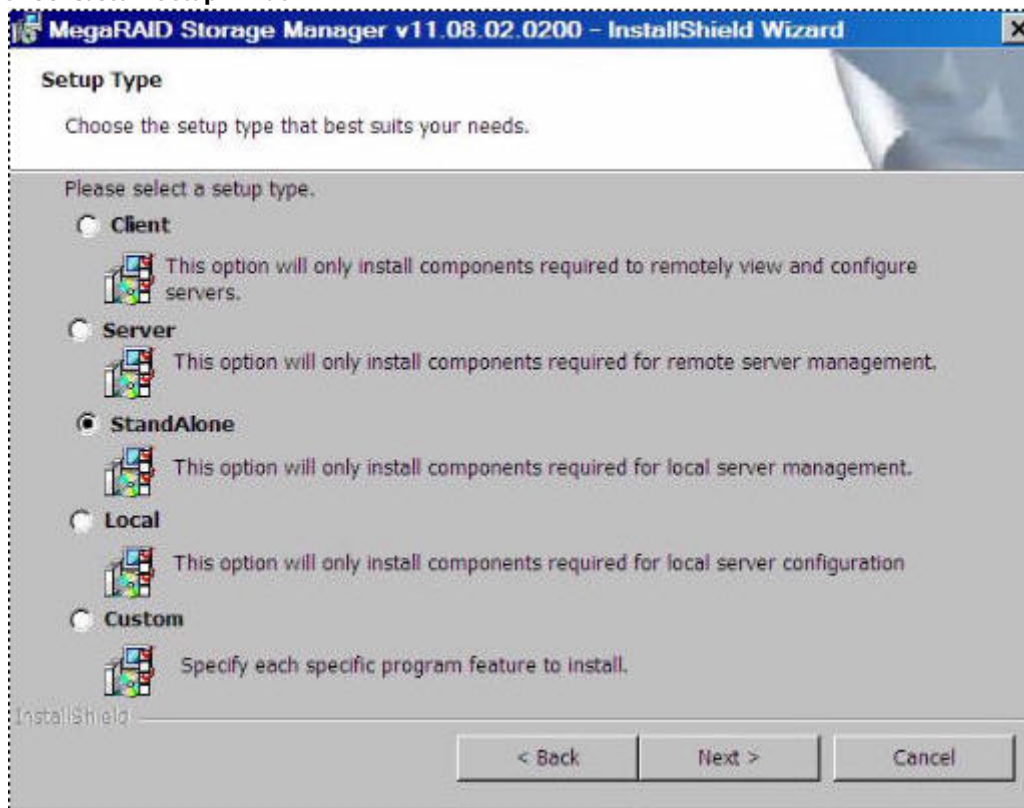 MegaRAID Storage Manager v11.08.02.0200 – InstallShield Wizard
Setup Type
Choose the setup type that best suits your needs.
Please select a setup type.
Client
This option will only install components required to remotely view and configure
servers.
Server
This option will only install components required for remote server management.
StandAlone
This option will only install components required for local server management.
Local
This option will only install components required for local server configuration
Custom
Specify each specific program feature to install.
InstallShield
< Back Next > Cancel